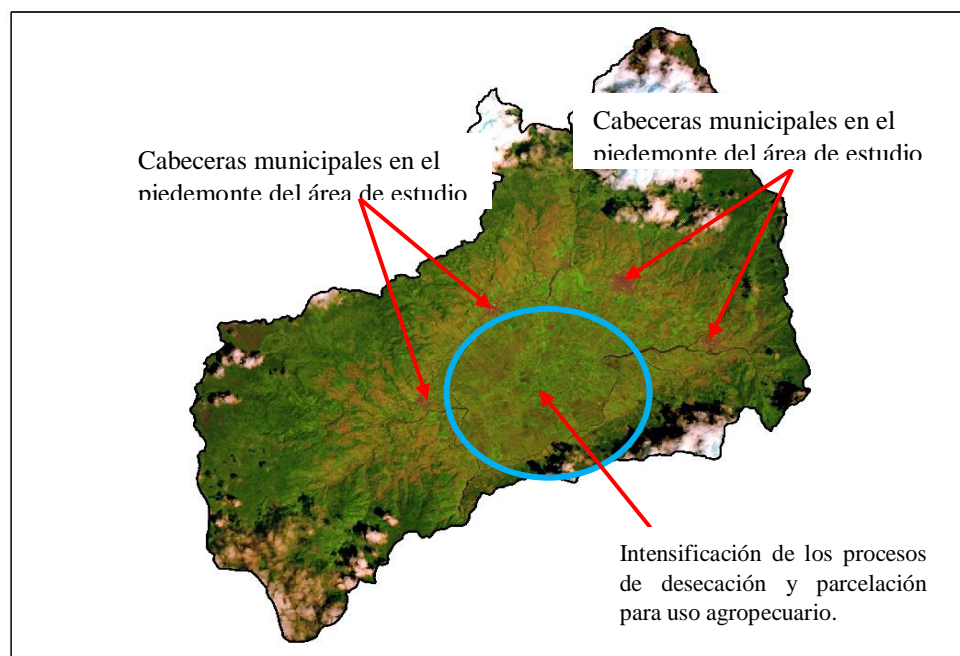 Cabeceras municipales en el
piedemonte del área de estudio
Cabeceras municipales en el
piedemonte del área de estudio
Intensificación de los procesos
de desecación y parcelación
para uso agropecuario.